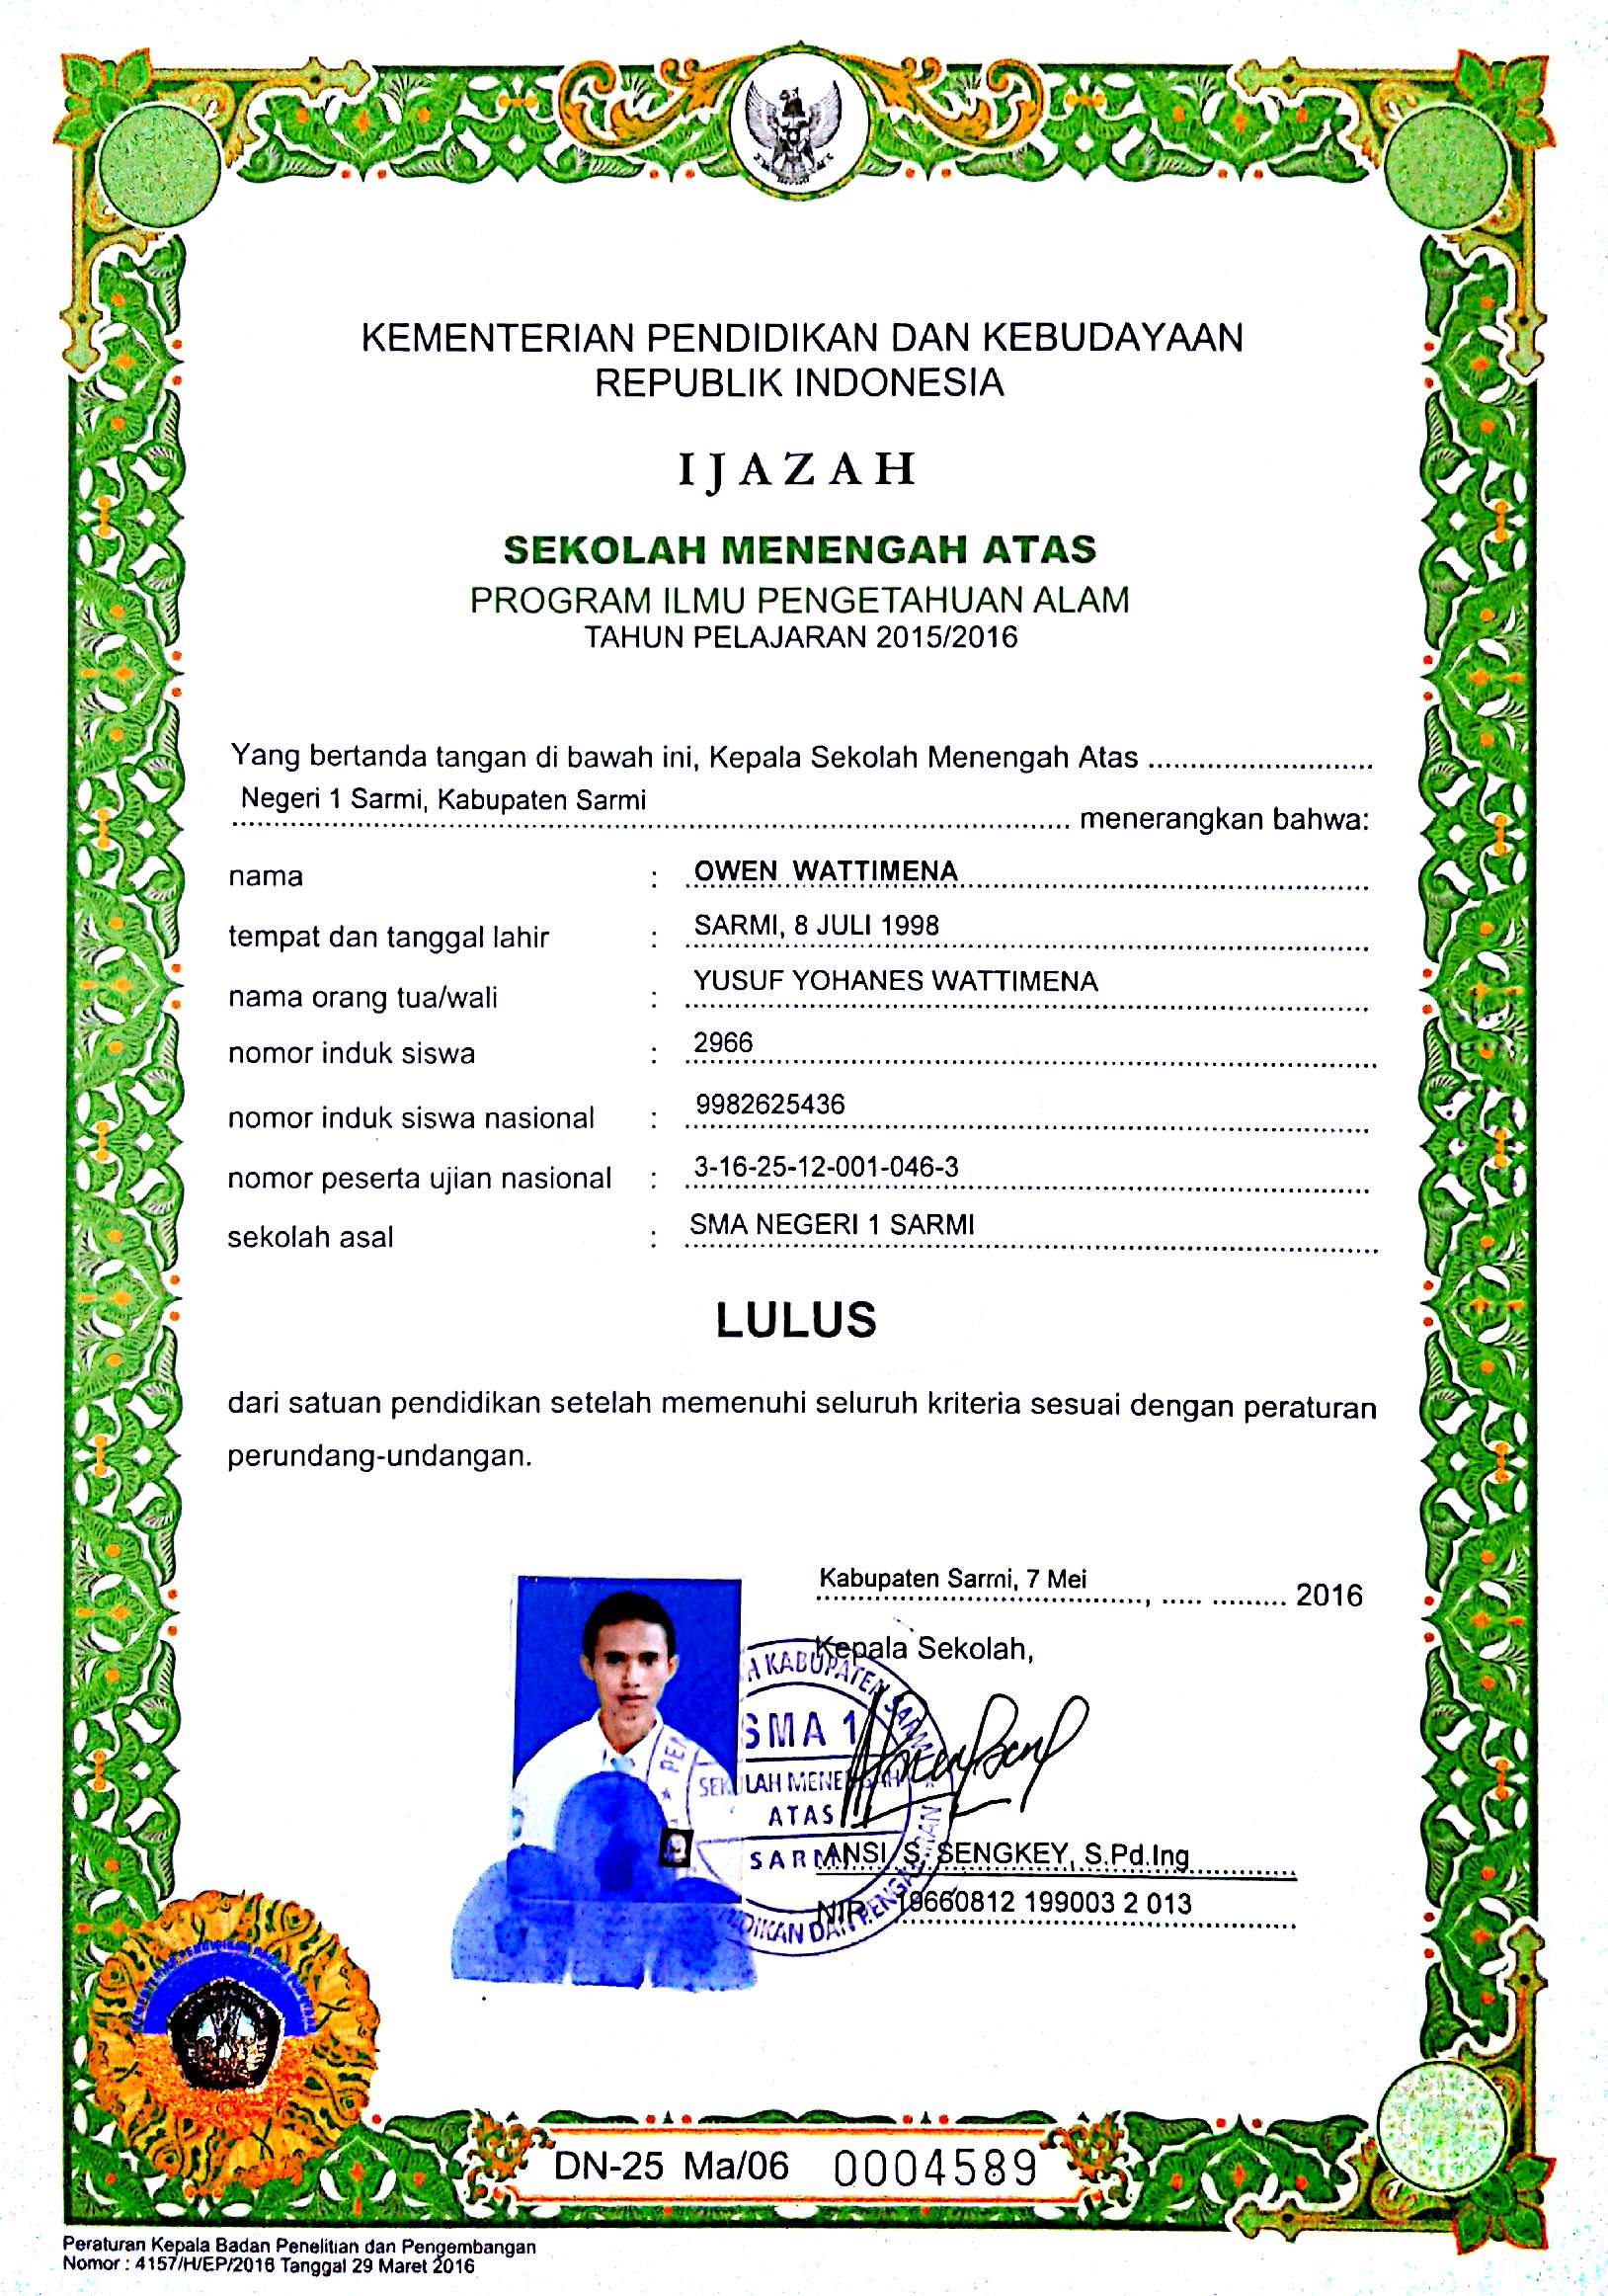 KEMENTERIAN PENDIDIKAN DAN KEBUDAYAAN
REPUBLIK INDONESIA
IJAZAH
SEKOLAH MENENGAH ATAS
PROGRAM ILMU PENGETAHUAN ALAM
TAHUN PELAJARAN 2015/2016
Yang bertanda tangan di bawah ini, Kepala Sekolah Menengah Atas ............................
Negeri 1 Sarmi, Kabupaten Sarmi ............ menerangkan bahwa:
nama : OWEN WATTIMENA
tempat dan tanggal lahir : SARMI, 8 JULI 1998
nama orang tua/wali : YUSUF YOHANES WATTIMENA
nomor induk siswa : 2966
nomor induk siswa nasional : 9982625436
nomor peserta ujian nasional : 3-16-25-12-001-046-3
sekolah asal : SMA NEGERI 1 SARMI
LULUS
dari satuan pendidikan setelah memenuhi seluruh kriteria sesuai dengan peraturan
perundang-undangan.
Kabupaten Sarmi, 7 Mei ............, ..... ......... 2016
Kepala Sekolah,
KABUPATEN SARMI
SMA 1
SEKOLAH MENENGAH
ATAS
SARMI
ANSI S. SENGKEY, S.Pd.Ing
NIP. 19660812 199003 2 013
DN-25 Ma/06 0004589
Peraturan Kepala Badan Penelitian dan Pengembangan
Nomor : 4157/H/EP/2016 Tanggal 29 Maret 2016